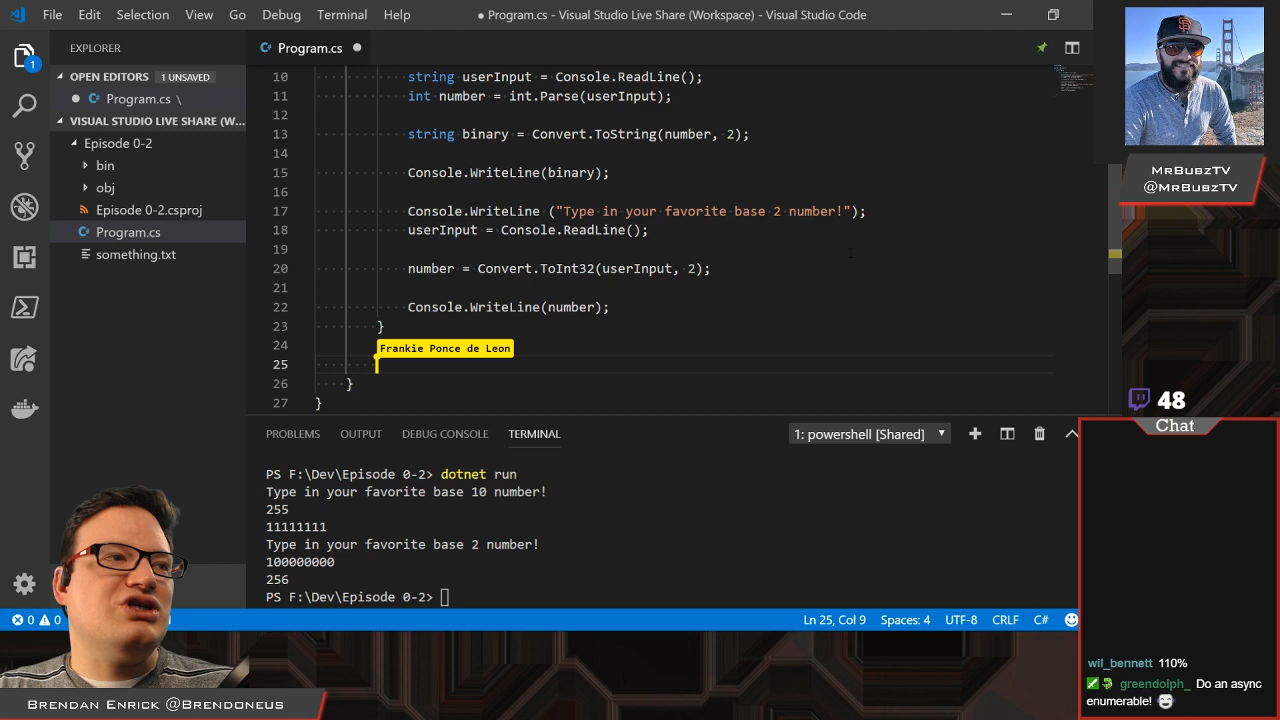 File Edit Selection View Go Debug Terminal Help
● Program.cs - Visual Studio Live Share (Workspace) - Visual Studio Code
EXPLORER
OPEN EDITORS 1 UNSAVED
Program.cs \
VISUAL STUDIO LIVE SHARE (W...
Episode 0-2
bin
obj
Episode 0-2.csproj
Program.cs
something.txt
1
Program.cs
10 string userInput = Console.ReadLine();
11 int number = int.Parse(userInput);
12
13 string binary = Convert.ToString(number, 2);
14
15 Console.WriteLine(binary);
16
17 Console.WriteLine ("Type in your favorite base 2 number!");
18 userInput = Console.ReadLine();
19
20 number = Convert.ToInt32(userInput, 2);
21
22 Console.WriteLine(number);
23 }
24 Frankie Ponce de Leon
25
26 }
27 }
PROBLEMS OUTPUT DEBUG CONSOLE TERMINAL
1: powershell [Shared]
PS F:\Dev\Episode 0-2> dotnet run
Type in your favorite base 10 number!
255
11111111
Type in your favorite base 2 number!
100000000
256
PS F:\Dev\Episode 0-2>
0 0
Ln 25, Col 9 Spaces: 4 UTF-8 CRLF C#
Brendan Enrick @Brendoneus
MrBubzTV
@MrBubzTV
48
Chat
wil_bennett 110%
greendolph_ Do an async
enumerable!